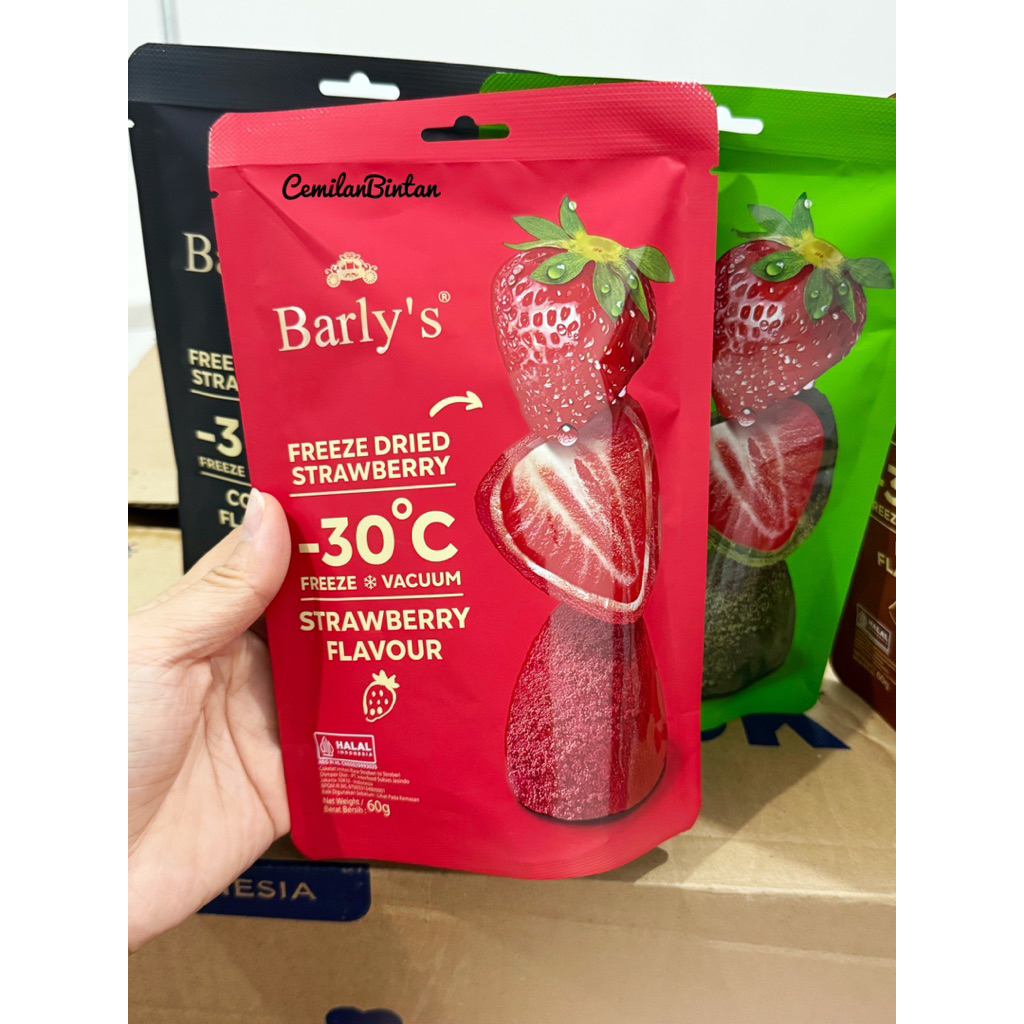 CemilanBintan
Barly's®
FREEZE DRIED
STRAWBERRY
-30°C
FREEZE ❄ VACUUM
STRAWBERRY
FLAVOUR
HALAL
INDONESIA
Net Weight /
Berat Bersih : 60g
FREE
STRA
-3
FREEZE
CO
FL
ESIA
HALAL
60g